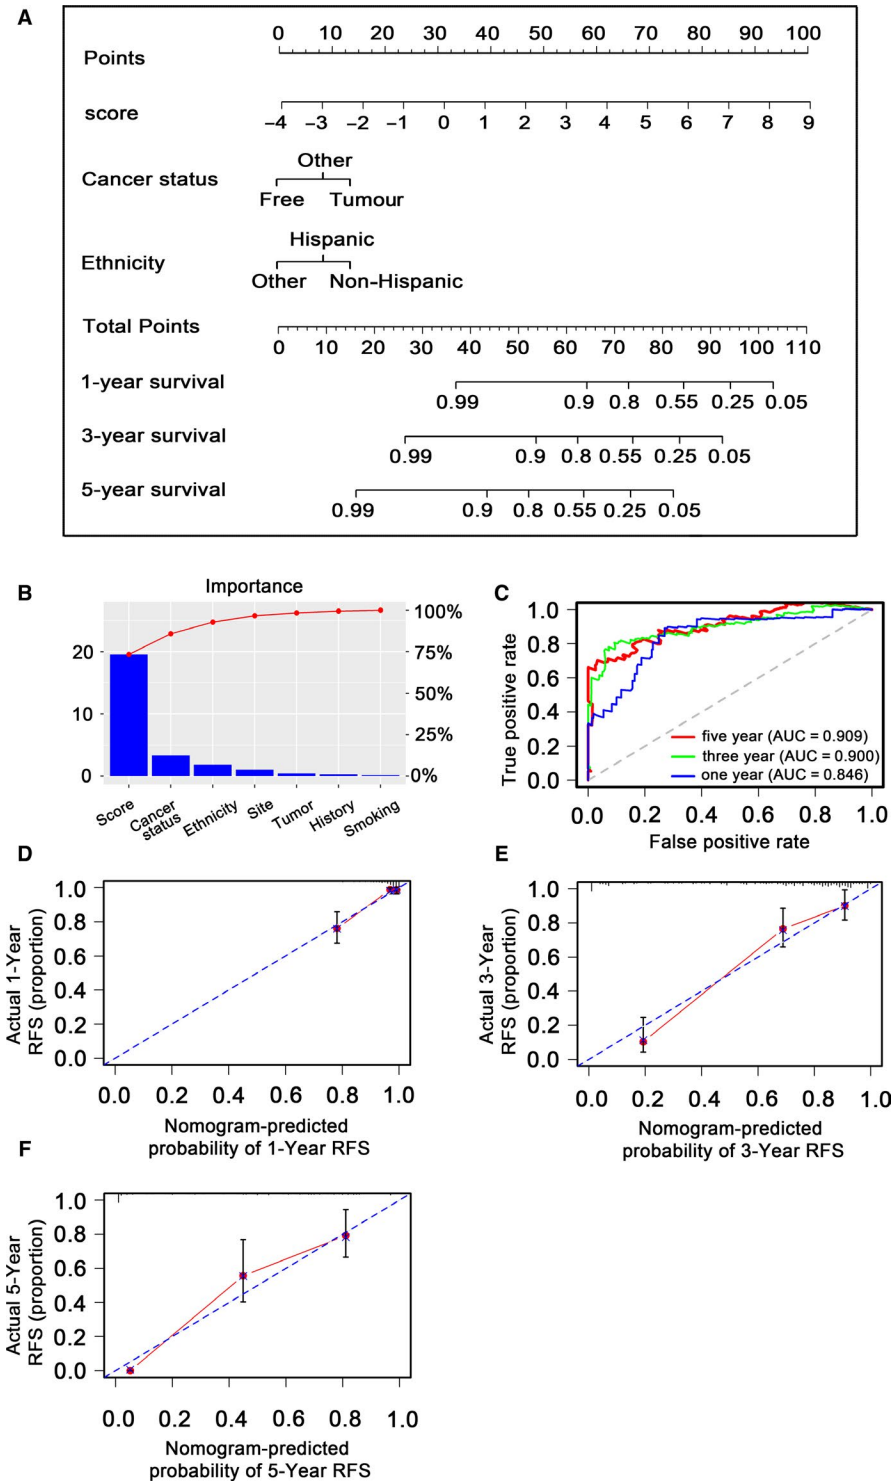 A
0 10 20 30 40 50 60 70 80 90 100
Points
score
−4 −3 −2 −1 0 1 2 3 4 5 6 7 8 9
Other
Cancer status
Free Tumour
Hispanic
Ethnicity
Other Non-Hispanic
Total Points
0 10 20 30 40 50 60 70 80 90 100 110
1-year survival
0.99 0.9 0.8 0.55 0.25 0.05
3-year survival
0.99 0.9 0.8 0.55 0.25 0.05
5-year survival
0.99 0.9 0.8 0.55 0.25 0.05
B
Importance
20
10
0
100%
75%
50%
25%
0%
Score
Cancer
status
Ethnicity
Site
Tumor
History
Smoking
C
True positive rate
1.0
0.8
0.6
0.4
0.2
0.0
five year (AUC = 0.909)
three year (AUC = 0.900)
one year (AUC = 0.846)
0.0 0.2 0.4 0.6 0.8 1.0
False positive rate
D
Actual 1-Year
RFS (proportion)
1.0
0.8
0.6
0.4
0.2
0.0
0.0 0.2 0.4 0.6 0.8 1.0
Nomogram-predicted
probability of 1-Year RFS
E
Actual 3-Year
RFS (proportion)
1.0
0.8
0.6
0.4
0.2
0.0
0.0 0.2 0.4 0.6 0.8 1.0
Nomogram-predicted
probability of 3-Year RFS
F
Actual 5-Year
RFS (proportion)
1.0
0.8
0.6
0.4
0.2
0.0
0.0 0.2 0.4 0.6 0.8 1.0
Nomogram-predicted
probability of 5-Year RFS